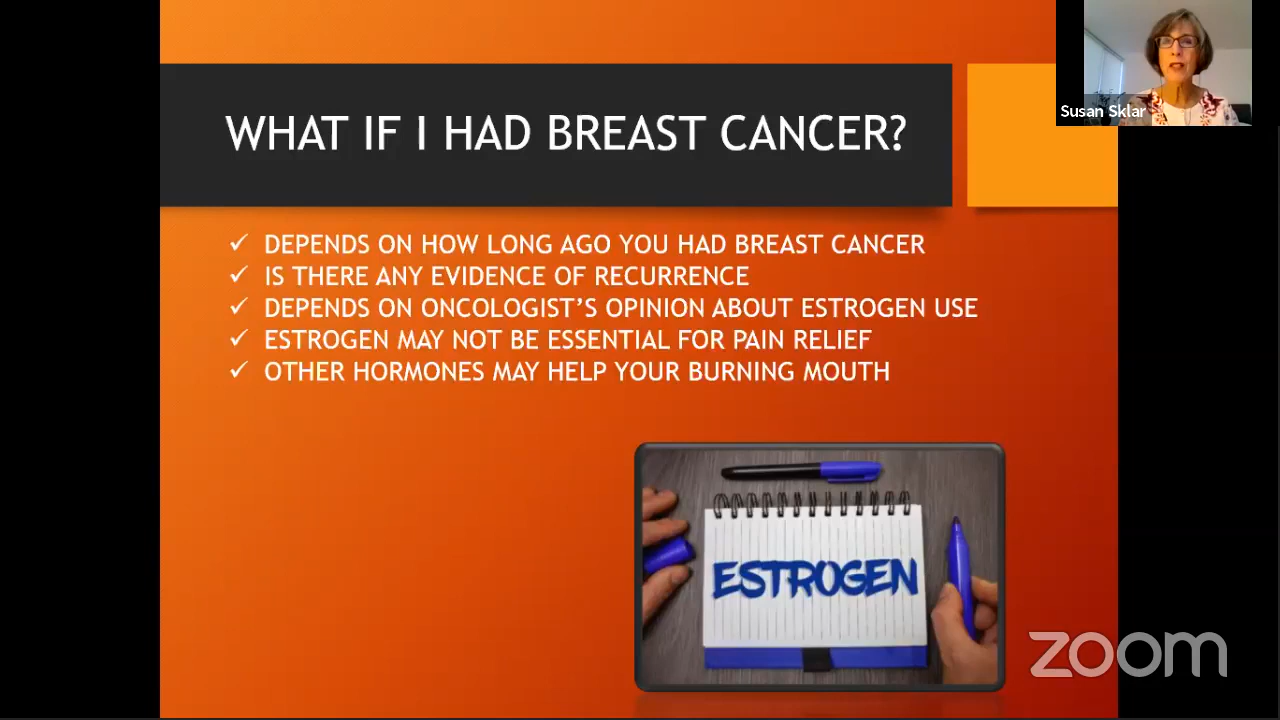 Susan Sklar
WHAT IF I HAD BREAST CANCER?
DEPENDS ON HOW LONG AGO YOU HAD BREAST CANCER
IS THERE ANY EVIDENCE OF RECURRENCE
DEPENDS ON ONCOLOGIST'S OPINION ABOUT ESTROGEN USE
ESTROGEN MAY NOT BE ESSENTIAL FOR PAIN RELIEF
OTHER HORMONES MAY HELP YOUR BURNING MOUTH
ESTROGEN
zoom